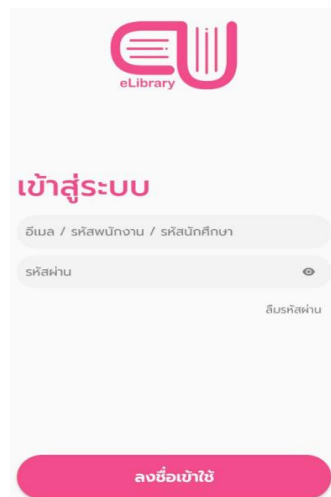 eLibrary
เข้าสู่ระบบ
อีเมล / รหัสพนักงาน / รหัสนักศึกษา
รหัสผ่าน
ลืมรหัสผ่าน
ลงชื่อเข้าใช้